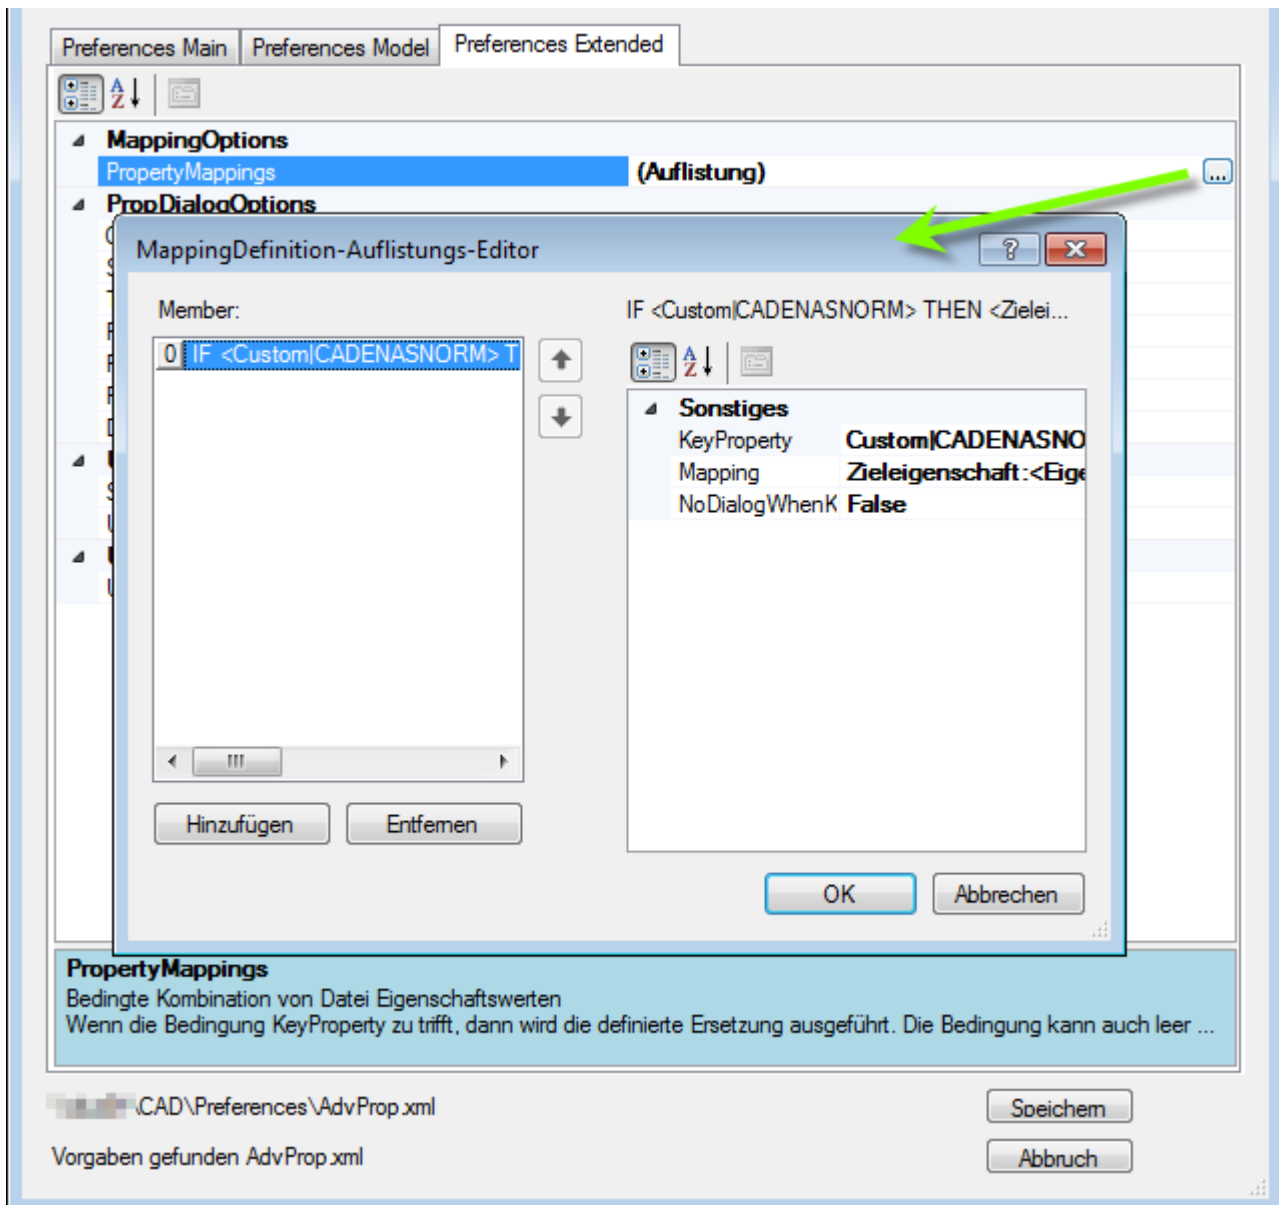 Preferences Main Preferences Model Preferences Extended
MappingOptions
PropertyMappings (Auflistung) ...
PropDialogOptions
MappingDefinition-Auflistungs-Editor
Member: IF <Custom|CADENASNORM> THEN <Zielei...
0 IF <Custom|CADENASNORM> T
Sonstiges
KeyProperty Custom|CADENASNO
Mapping Zieleigenschaft:<Eige
NoDialogWhenK False
Hinzufügen Entfernen
OK Abbrechen
PropertyMappings
Bedingte Kombination von Datei Eigenschaftswerten
Wenn die Bedingung KeyProperty zu trifft, dann wird die definierte Ersetzung ausgeführt. Die Bedingung kann auch leer ...
\CAD\Preferences\AdvProp.xml Speichern
Vorgaben gefunden AdvProp.xml Abbruch